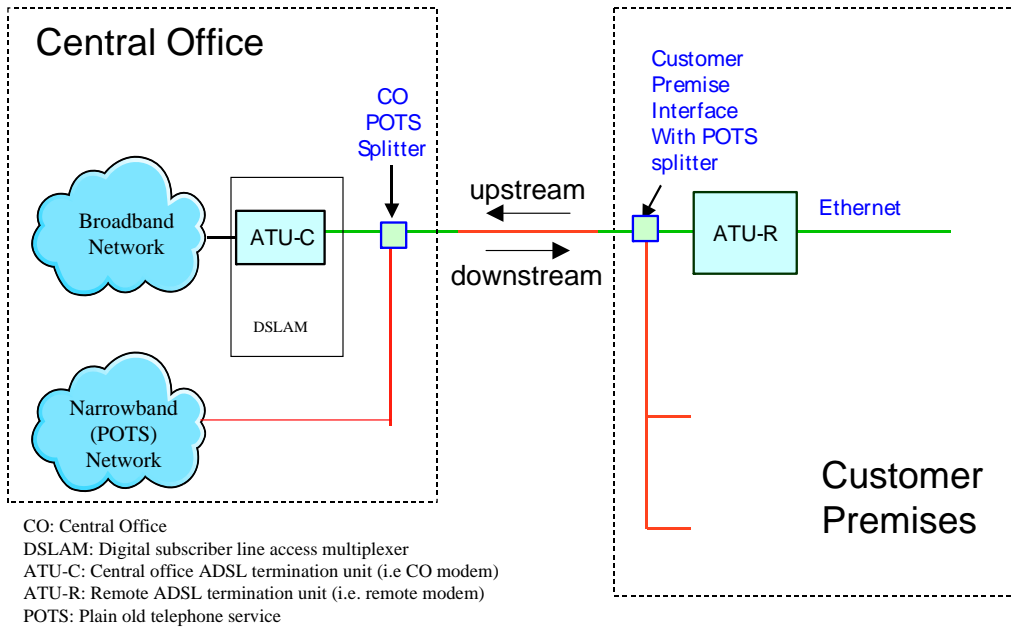 Central Office
CO
POTS
Splitter
Customer
Premise
Interface
With POTS
splitter
Broadband
Network
ATU-C
DSLAM
upstream
downstream
ATU-R
Ethernet
Narrowband
(POTS)
Network
Customer
Premises
CO: Central Office
DSLAM: Digital subscriber line access multiplexer
ATU-C: Central office ADSL termination unit (i.e CO modem)
ATU-R: Remote ADSL termination unit (i.e. remote modem)
POTS: Plain old telephone service